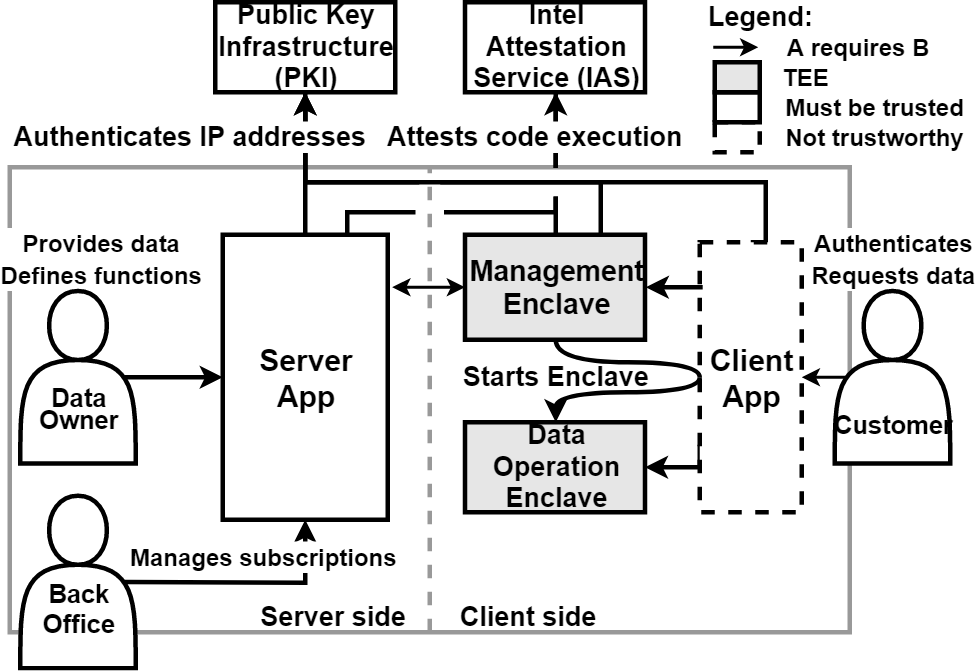 Public Key
Infrastructure
(PKI)
Intel
Attestation
Service (IAS)
Legend:
A requires B
TEE
Must be trusted
Not trustworthy
Authenticates IP addresses
Attests code execution
Provides data
Defines functions
Data
Owner
Server
App
Management
Enclave
Starts Enclave
Data
Operation
Enclave
Client
App
Authenticates
Requests data
Customer
Manages subscriptions
Back
Office
Server side
Client side